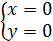 x = 0
y = 0